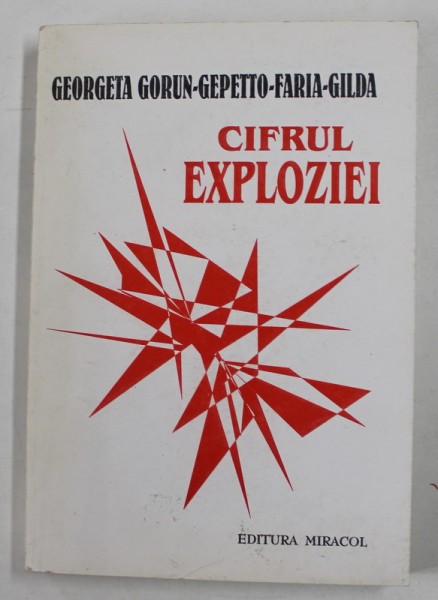 GEORGETA GORUN-GEPETTO-FARIA-GILDA
CIFRUL
EXPLOZIEI
EDITURA MIRACOL